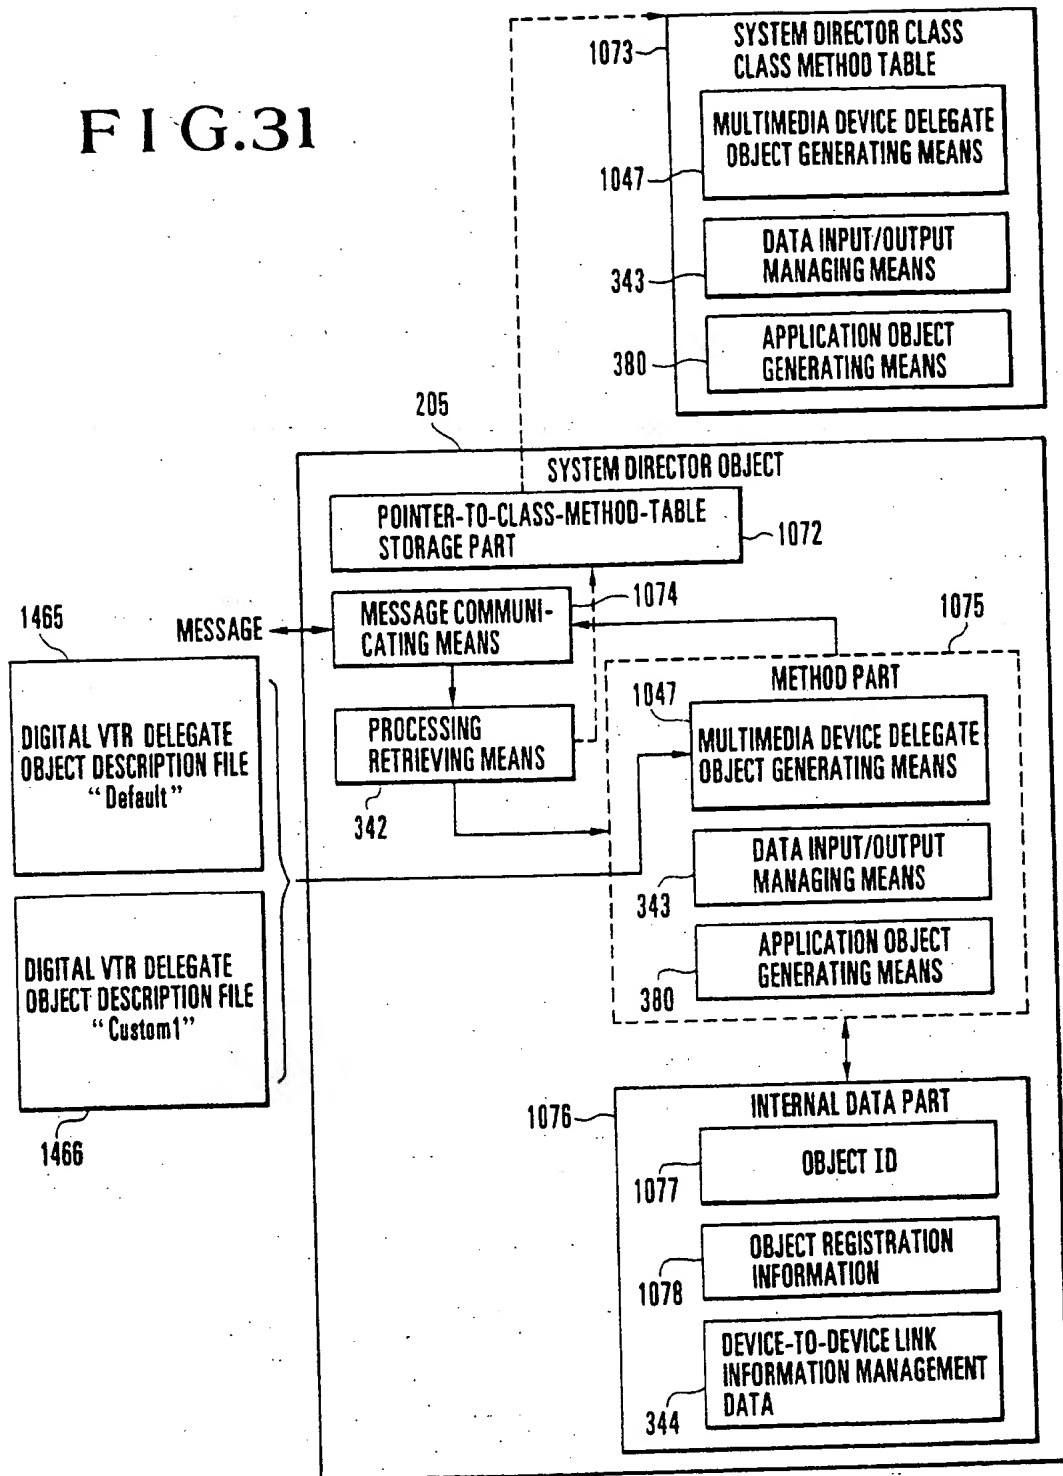 FIG.31
1073
SYSTEM DIRECTOR CLASS
CLASS METHOD TABLE
MULTIMEDIA DEVICE DELEGATE
OBJECT GENERATING MEANS
1047
DATA INPUT/OUTPUT
MANAGING MEANS
343
APPLICATION OBJECT
GENERATING MEANS
380
205
SYSTEM DIRECTOR OBJECT
POINTER-TO-CLASS-METHOD-TABLE
STORAGE PART
1072
1074
MESSAGE
MESSAGE COMMUNI-
CATING MEANS
1075
1465
DIGITAL VTR DELEGATE
OBJECT DESCRIPTION FILE
“Default”
PROCESSING
RETRIEVING MEANS
342
METHOD PART
1047
MULTIMEDIA DEVICE DELEGATE
OBJECT GENERATING MEANS
DATA INPUT/OUTPUT
MANAGING MEANS
343
APPLICATION OBJECT
GENERATING MEANS
380
DIGITAL VTR DELEGATE
OBJECT DESCRIPTION FILE
“Custom1”
1466
1076
INTERNAL DATA PART
OBJECT ID
1077
OBJECT REGISTRATION
INFORMATION
1078
DEVICE-TO-DEVICE LINK
INFORMATION MANAGEMENT
DATA
344